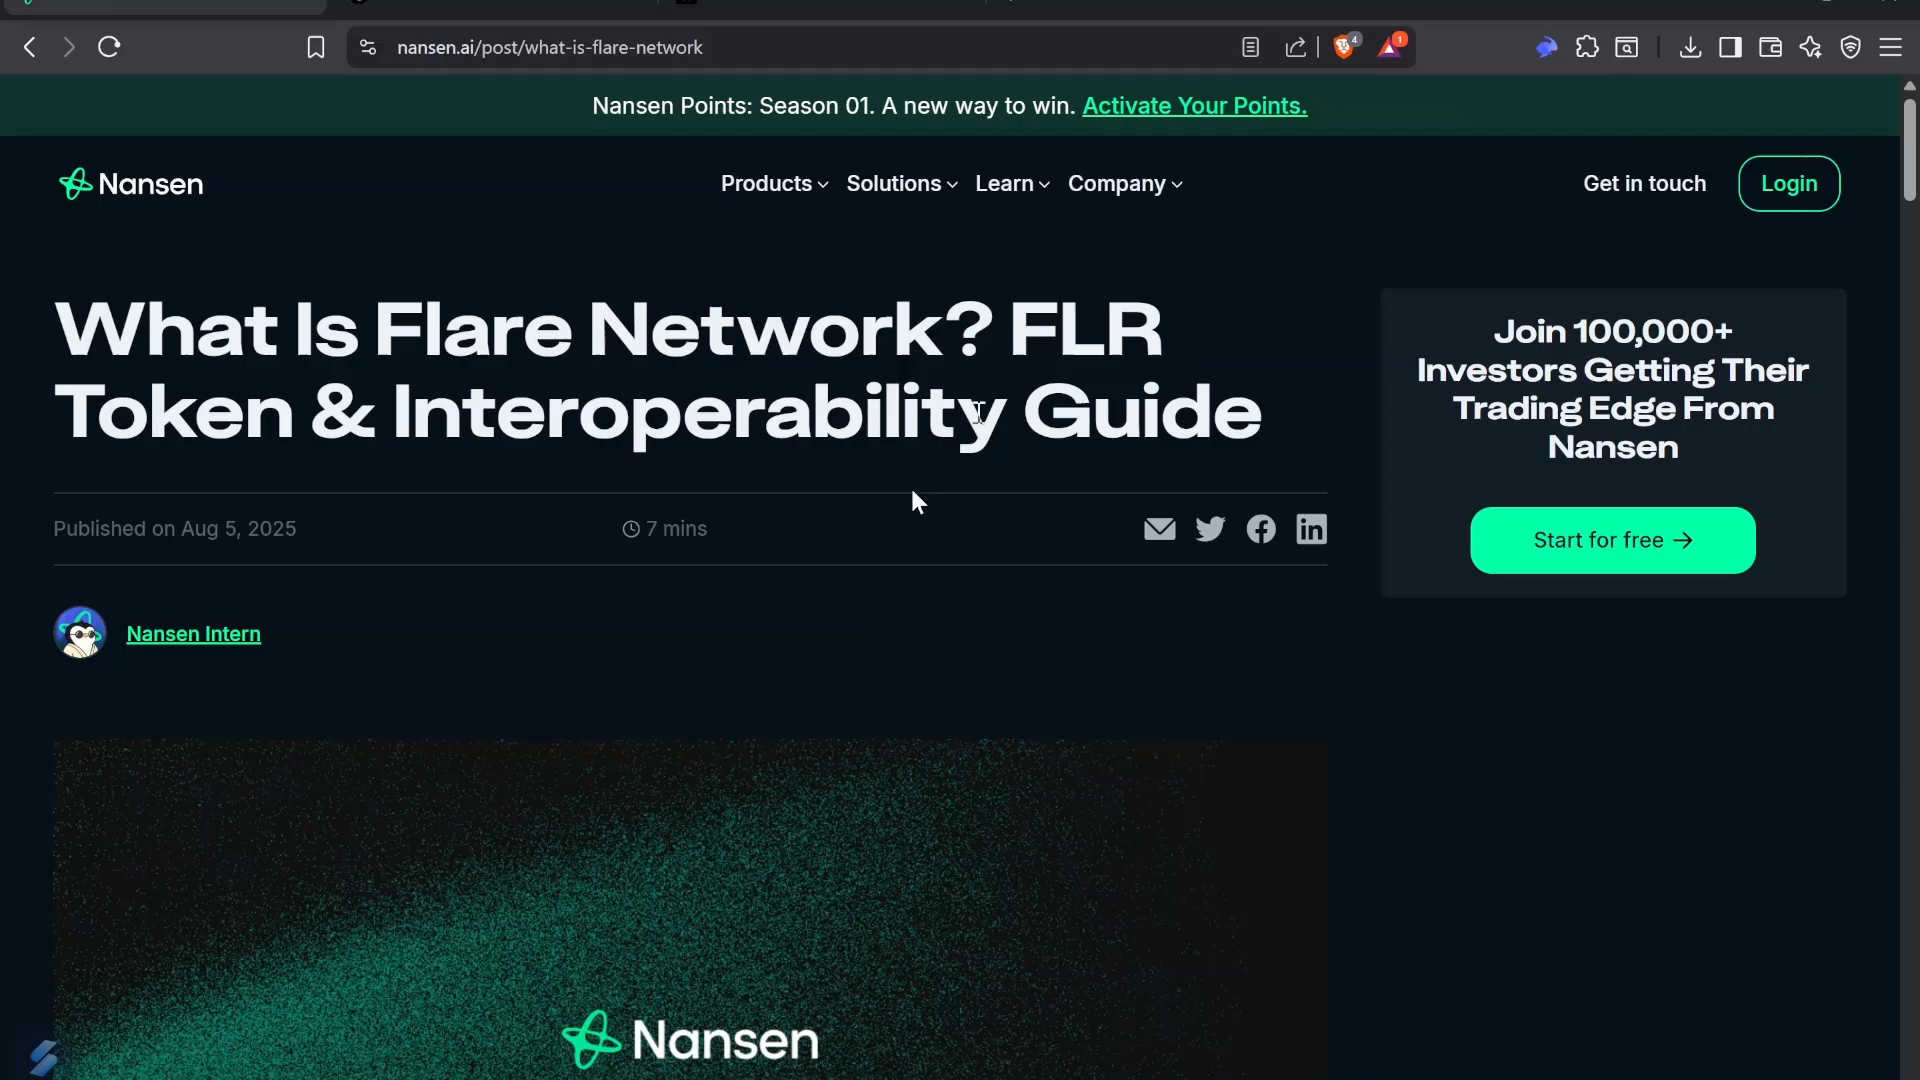 nansen.ai/post/what-is-flare-network
4
1
Nansen Points: Season 01. A new way to win. Activate Your Points.
Nansen
Products
Solutions
Learn
Company
Get in touch
Login
What Is Flare Network? FLR
Token & Interoperability Guide
Published on Aug 5, 2025
7 mins
in
Nansen Intern
Join 100,000+
Investors Getting Their
Trading Edge From
Nansen
Start for free →
Nansen